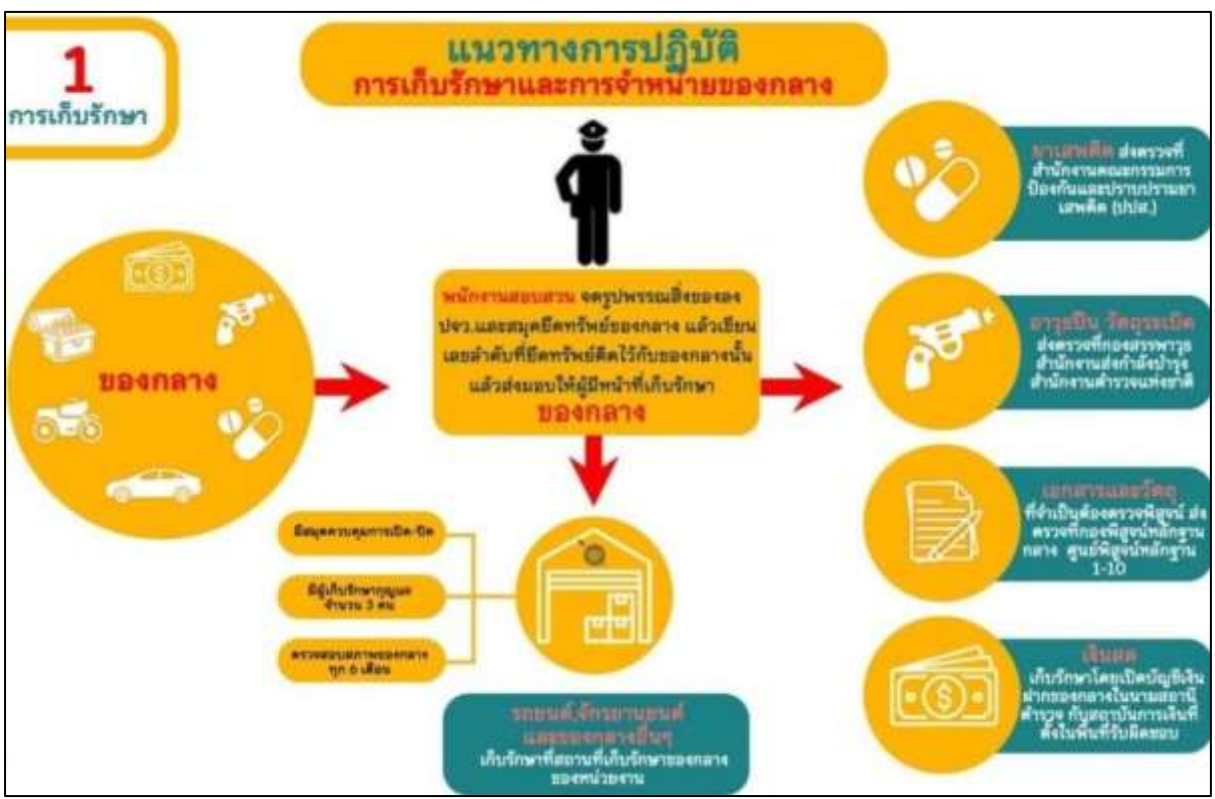 1
การเก็บรักษา
แนวทางการปฏิบัติ
การเก็บรักษาและการจำหน่ายของกลาง
ของกลาง
พนักงานสอบสวน จดรูปพรรณสิ่งของลง
ปจว.และสมุดยึดทรัพย์ของกลาง แล้วเขียน
เลขลำดับที่ยึดทรัพย์ติดไว้กับของกลางนั้น
แล้วส่งมอบให้ผู้มีหน้าที่เก็บรักษา
ของกลาง
ยาเสพติด ส่งตรวจที่
สำนักงานคณะกรรมการ
ป้องกันและปราบปรามยา
เสพติด (ปปส.)
อาวุธปืน วัตถุระเบิด
ส่งตรวจที่กองสรรพาวุธ
สำนักงานส่งกำลังบำรุง
สำนักงานตำรวจแห่งชาติ
เอกสารและวัตถุ
ที่จำเป็นต้องตรวจพิสูจน์ ส่ง
ตรวจที่กองพิสูจน์หลักฐาน
กลาง ศูนย์พิสูจน์หลักฐาน
1-10
เงินสด
เก็บรักษาโดยเปิดบัญชีเงิน
ฝากของกลางในนามสถานี
ตำรวจ กับสถาบันการเงินที่
ตั้งในพื้นที่รับผิดชอบ
มีสมุดควบคุมการเปิด-ปิด
มีผู้เก็บรักษากุญแจ
จำนวน 3 คน
ตรวจสอบสภาพของกลาง
ทุก 6 เดือน
รถยนต์,จักรยานยนต์
และของกลางอื่นๆ
เก็บรักษาที่สถานที่เก็บรักษาของกลาง
ของหน่วยงาน